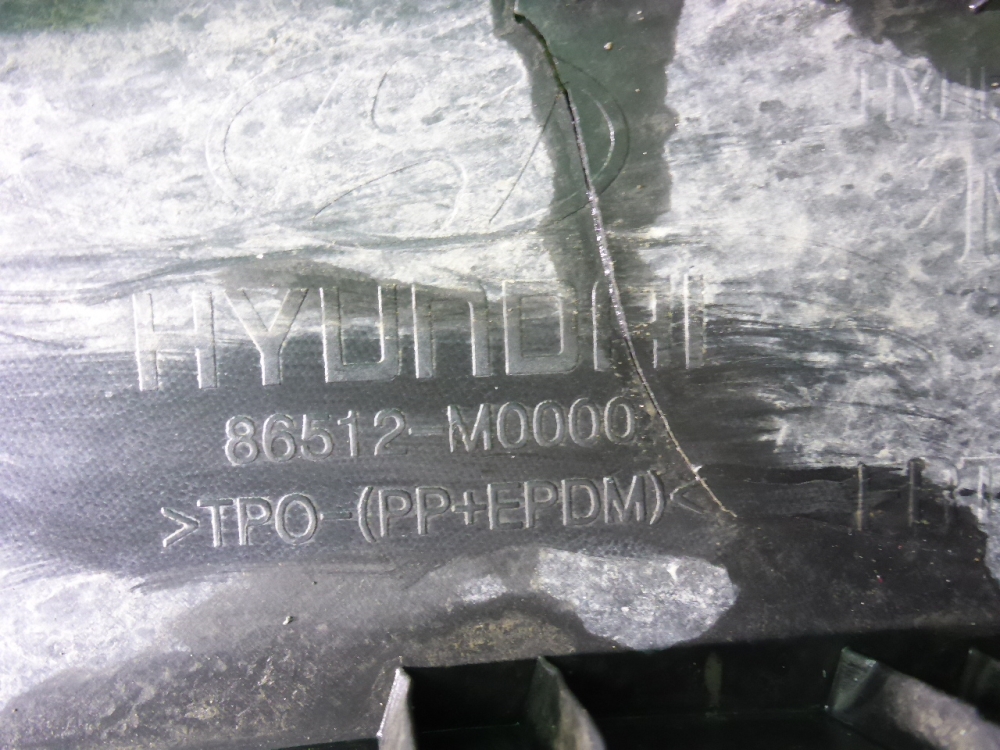 HYUNDAI
86512-M0000
>TPO-(PP+EPDM)<